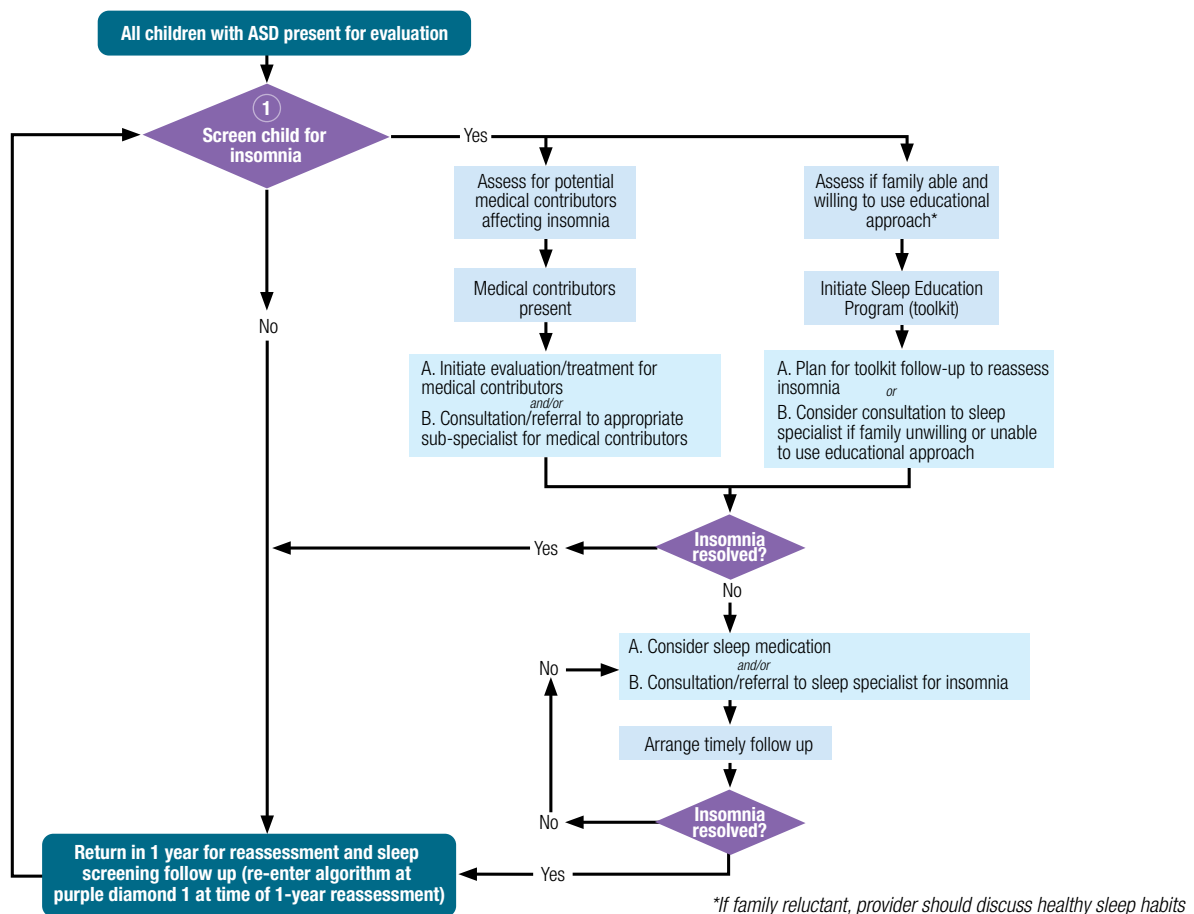 All children with ASD present for evaluation
1
Screen child for
insomnia
Yes
No
Assess for potential
medical contributors
affecting insomnia
Medical contributors
present
A. Initiate evaluation/treatment for
medical contributors
and/or
B. Consultation/referral to appropriate
sub-specialist for medical contributors
Assess if family able and
willing to use educational
approach*
Initiate Sleep Education
Program (toolkit)
A. Plan for toolkit follow-up to reassess
insomnia or
B. Consider consultation to sleep
specialist if family unwilling or unable
to use educational approach
Insomnia
resolved?
Yes
No
A. Consider sleep medication
and/or
B. Consultation/referral to sleep specialist for insomnia
Arrange timely follow up
Insomnia
resolved?
No
No
Yes
Return in 1 year for reassessment and sleep
screening follow up (re-enter algorithm at
purple diamond 1 at time of 1-year reassessment)
*If family reluctant, provider should discuss healthy sleep habits